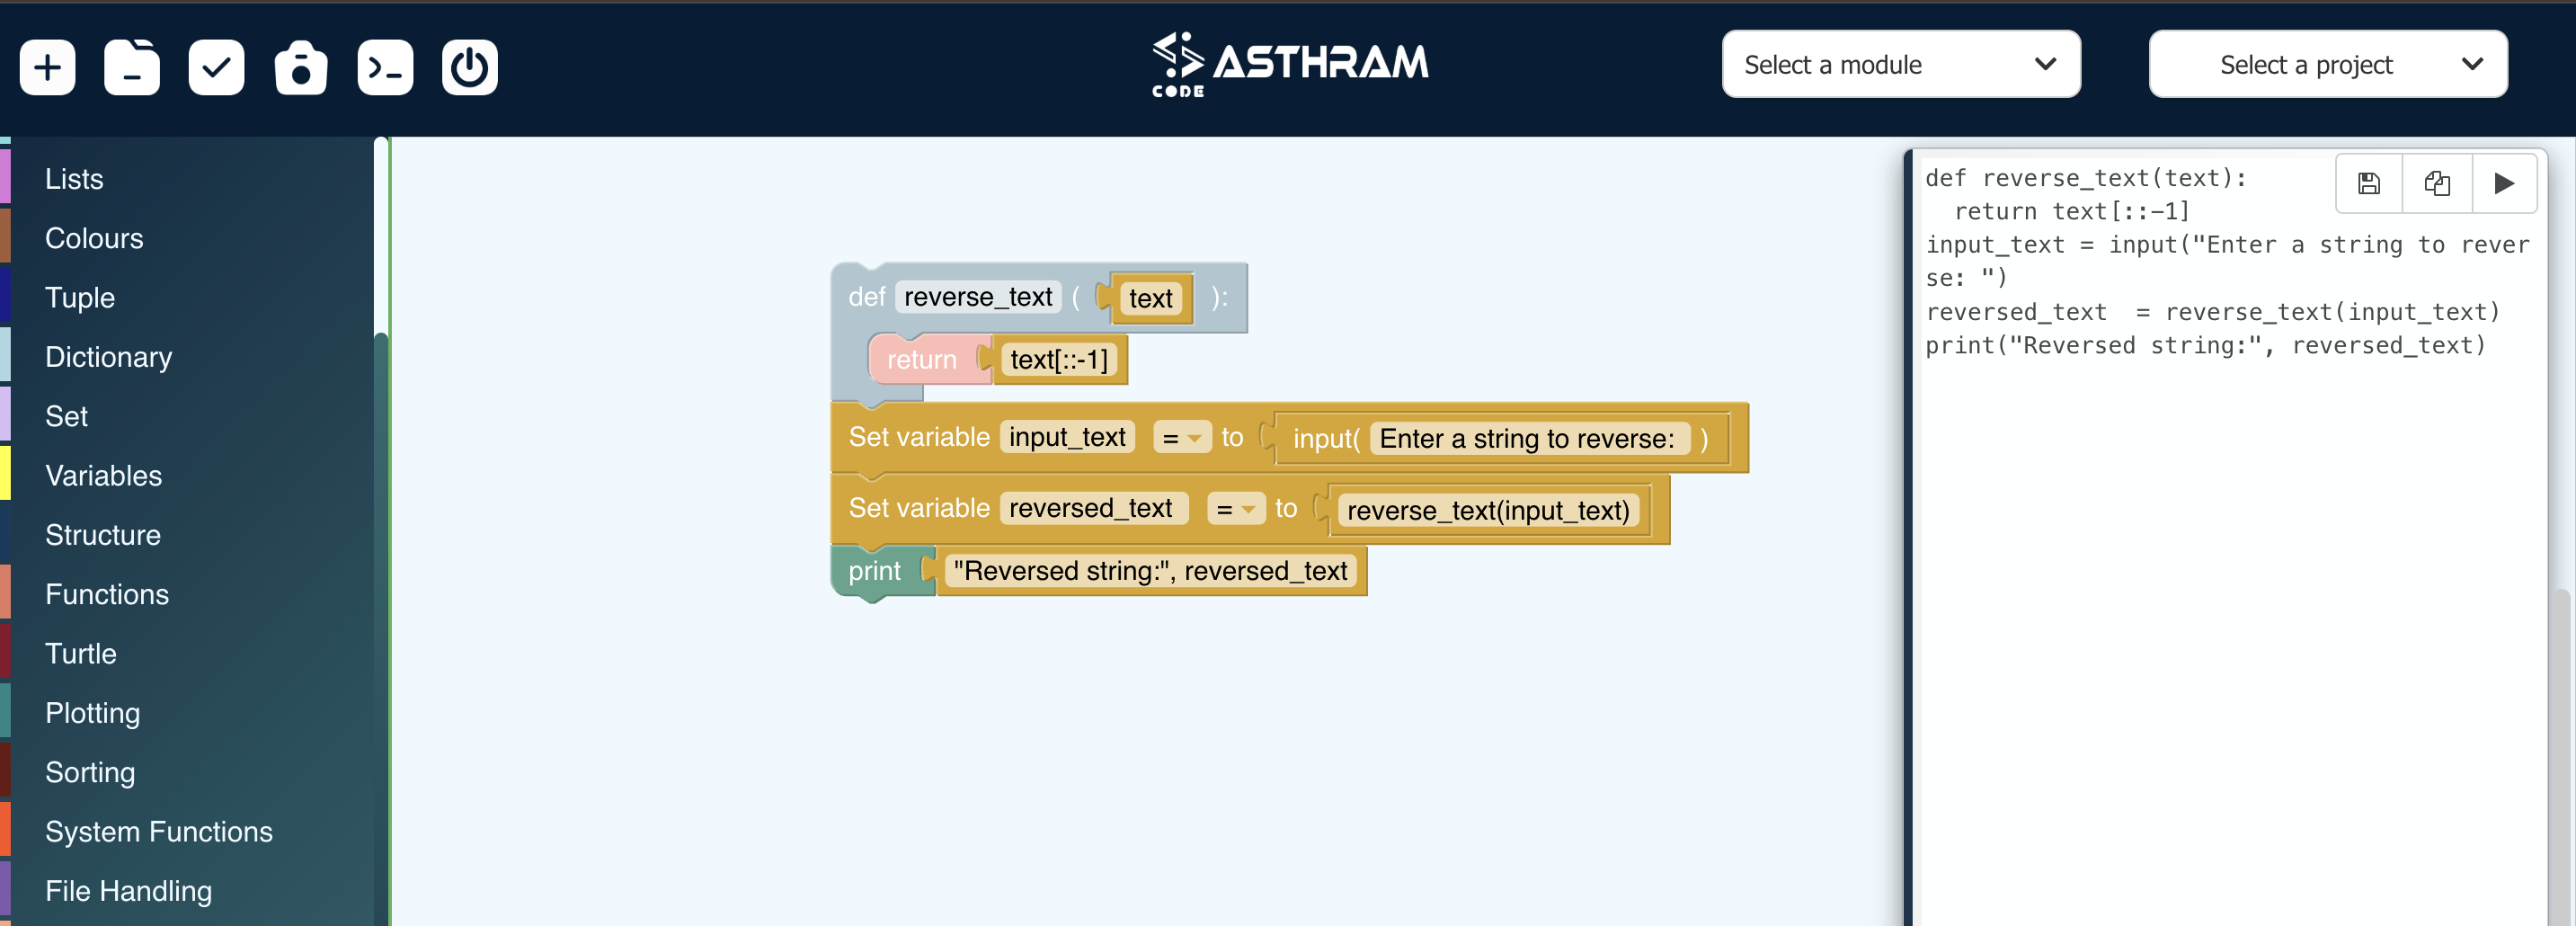 CODE ASTHRAM
Select a module
Select a project
Lists
Colours
Tuple
Dictionary
Set
Variables
Structure
Functions
Turtle
Plotting
Sorting
System Functions
File Handling
def reverse_text ( text ):
return text[::-1]
Set variable input_text = to input( Enter a string to reverse: )
Set variable reversed_text = to reverse_text(input_text)
print "Reversed string:", reversed_text
def reverse_text(text):
  return text[::-1]
input_text = input("Enter a string to rever
se: ")
reversed_text  = reverse_text(input_text)
print("Reversed string:", reversed_text)